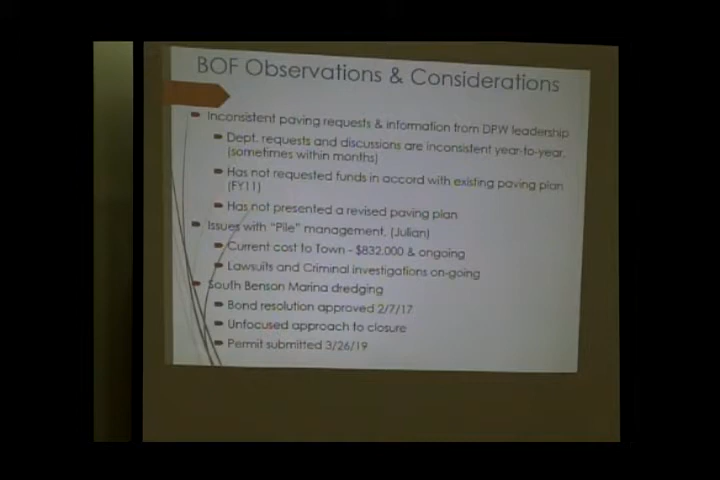 BOF Observations & Considerations
Inconsistent paving requests & information from DPW leadership
Dept. requests and discussions are inconsistent year-to-year,
(sometimes within months)
Has not requested funds in accord with existing paving plan
(FY11)
Has not presented a revised paving plan
Issues with "Pile" management, (Julian)
Current cost to Town - $832,000 & ongoing
Lawsuits and Criminal investigations on-going
South Benson Marina dredging
Bond resolution approved 2/7/17
Unfocused approach to closure
Permit submitted 3/26/19